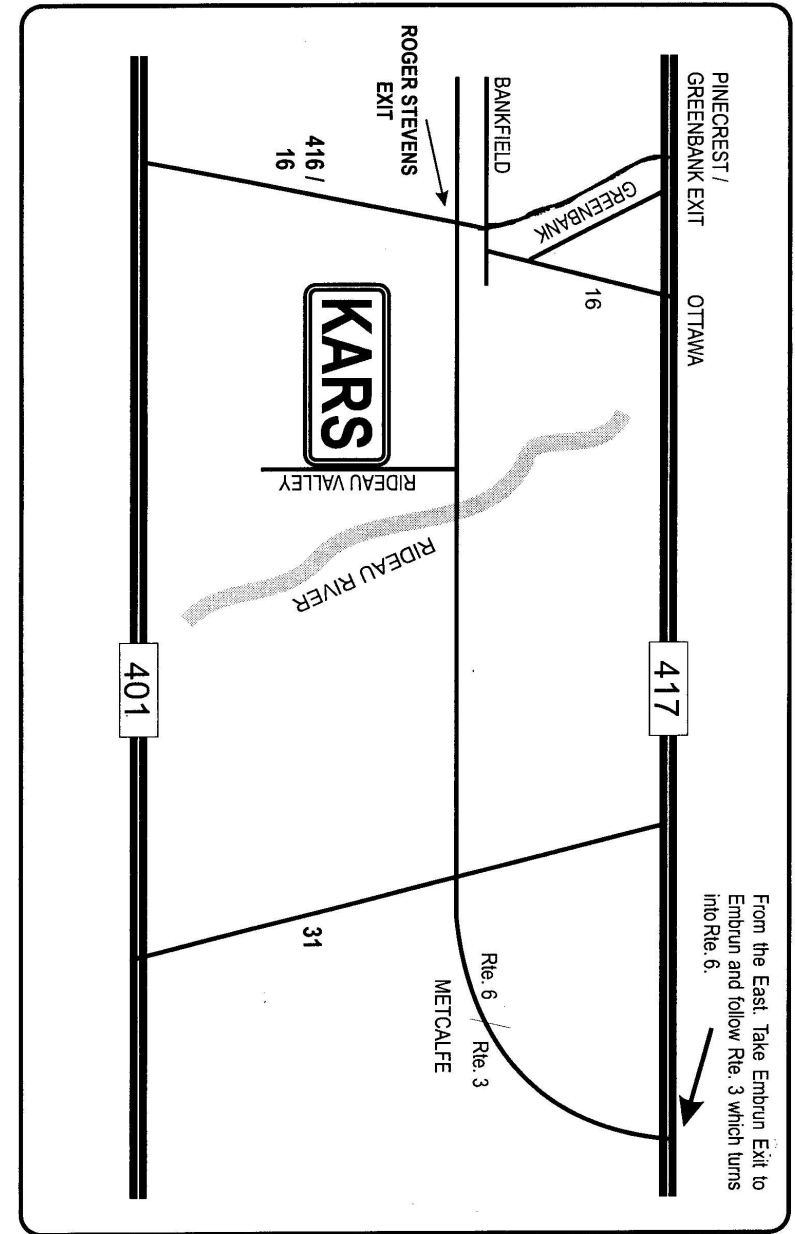 PINECREST /
GREENBANK EXIT
OTTAWA
417
From the East. Take Embrun Exit to
Embrun and follow Rte. 3 which turns
into Rte. 6.
GREENBANK
16
BANKFIELD
ROGER STEVENS
EXIT
416 /
16
KARS
RIDEAU VALLEY
RIDEAU RIVER
Rte. 6
Rte. 3
METCALFE
31
401